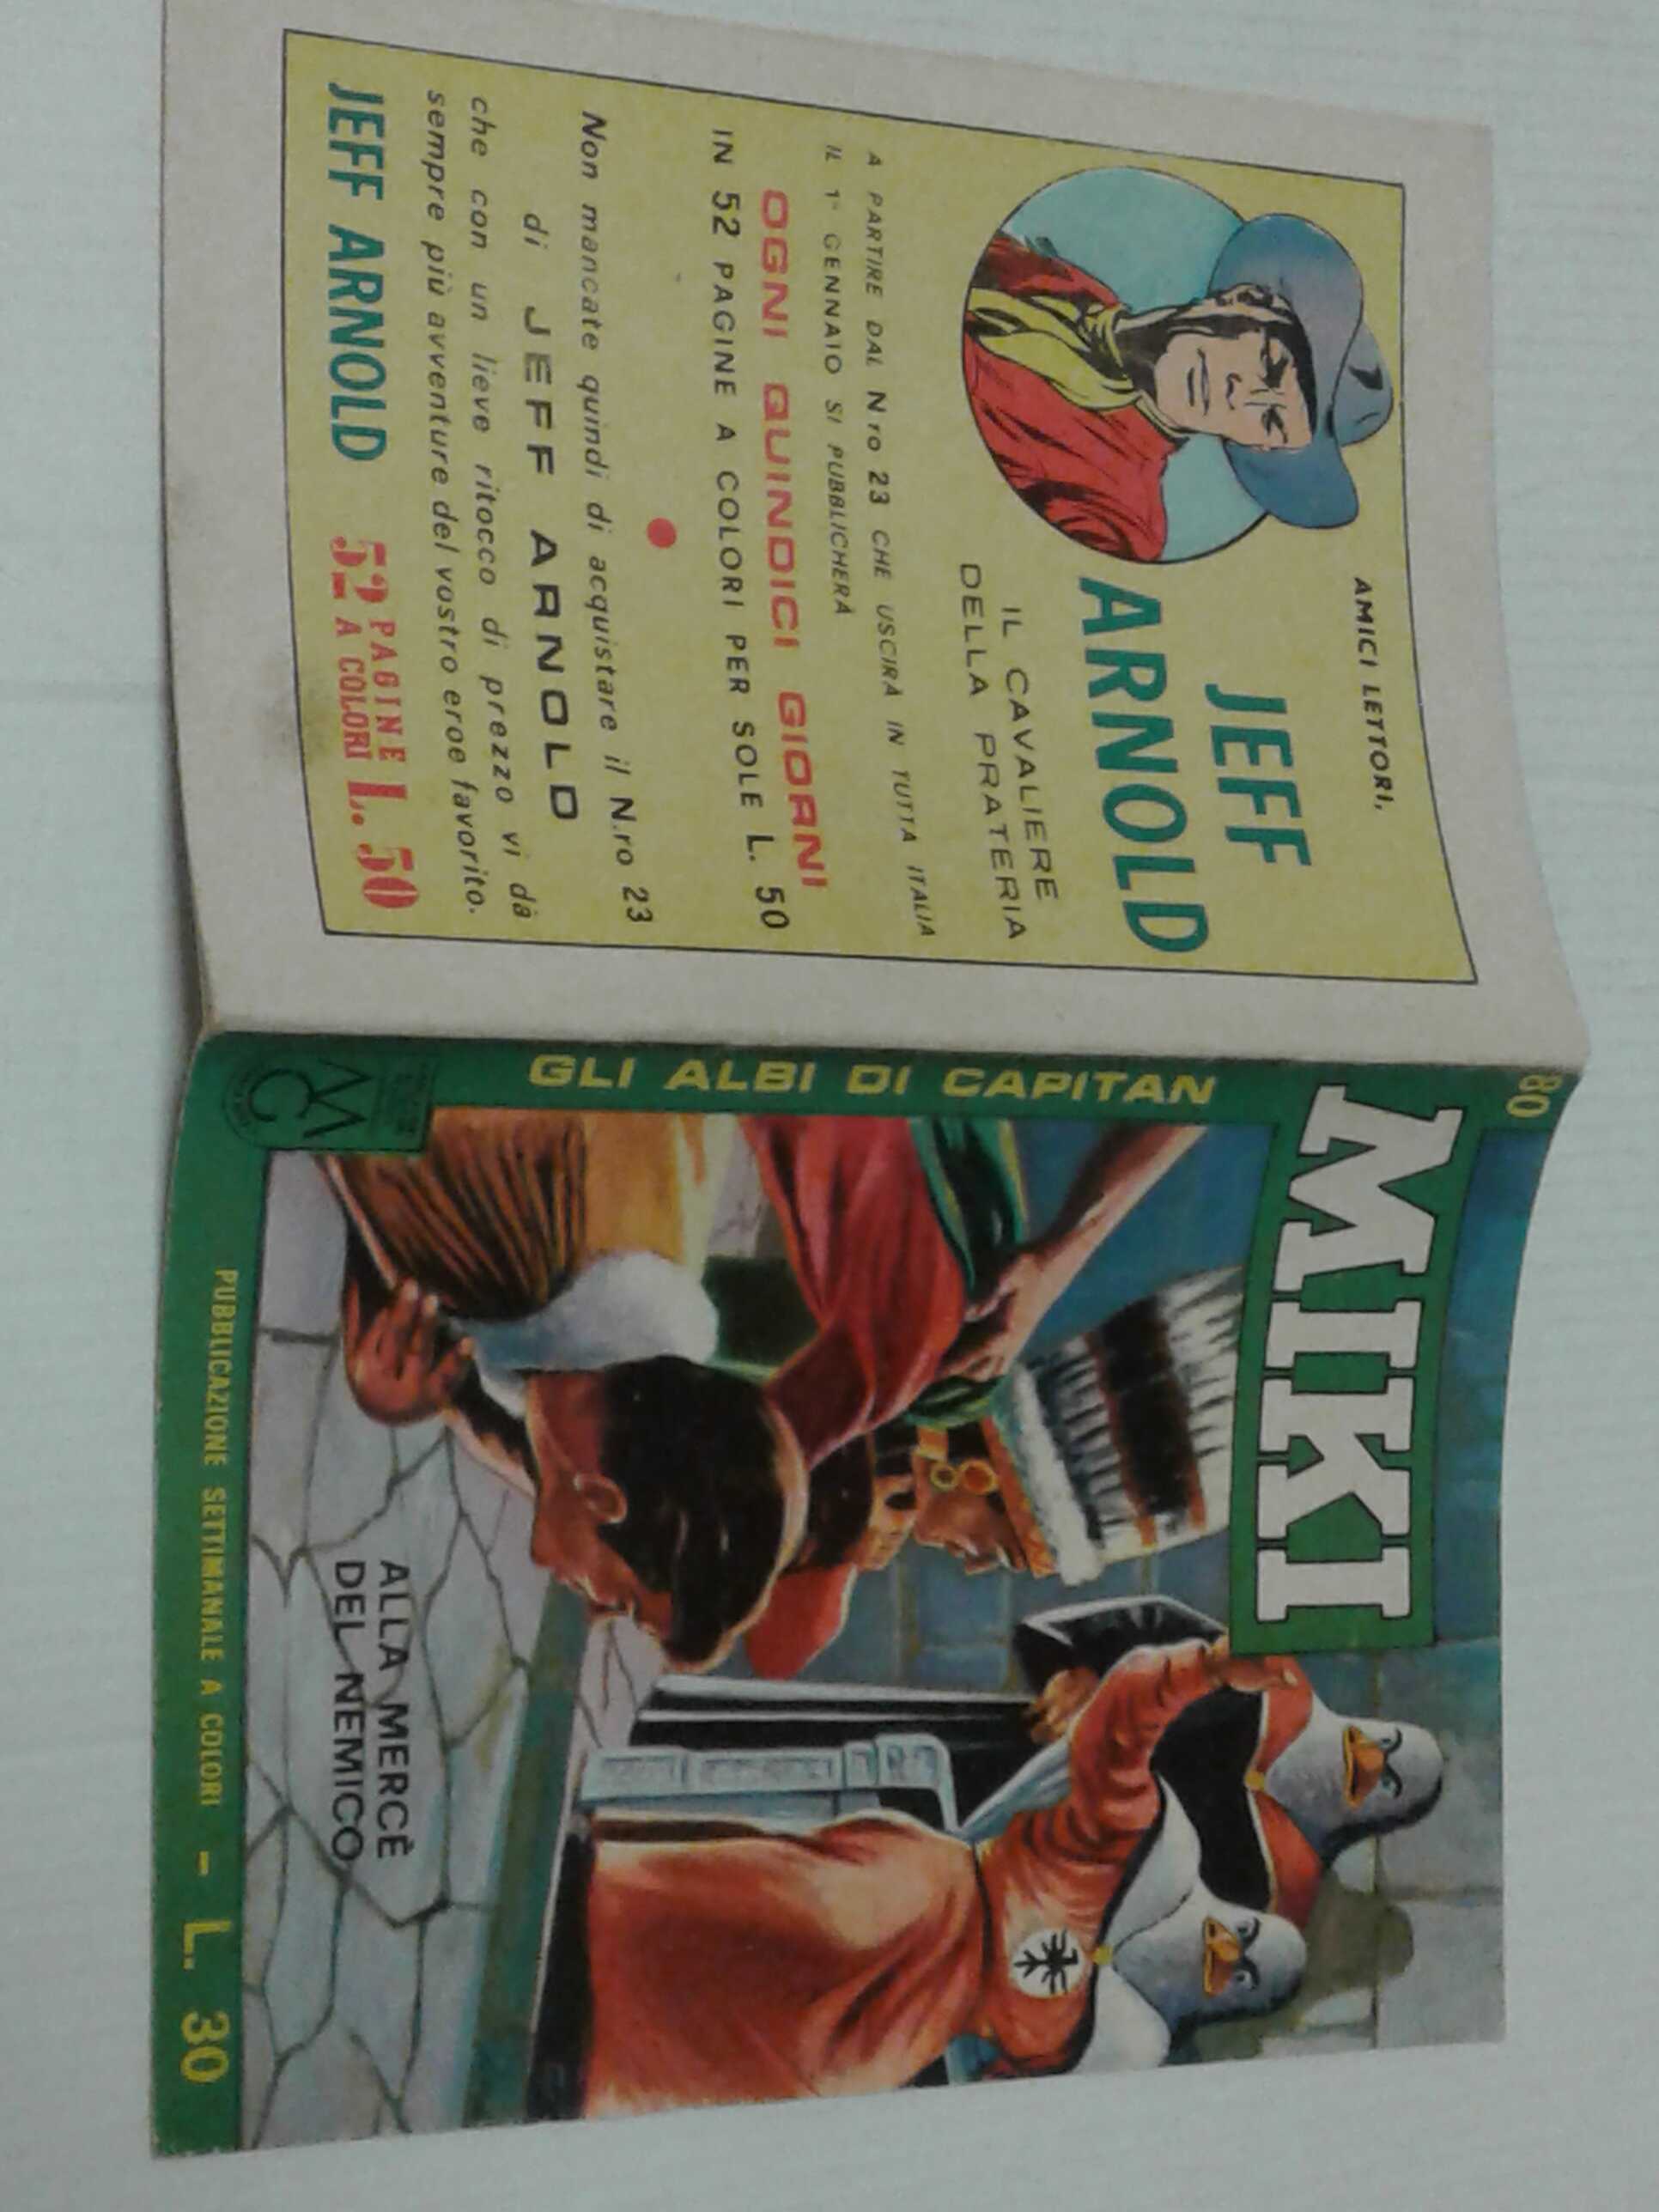 AMICI LETTORI,
JEFF
ARNOLD
IL CAVALIERE
DELLA PRATERIA
A PARTIRE DAL N.ro 23 CHE USCIRÀ IN TUTTA ITALIA
IL 1° GENNAIO SI PUBBLICHERÀ
OGNI QUINDICI GIORNI
IN 52 PAGINE A COLORI PER SOLE L. 50
Non mancate quindi di acquistare il N.ro 23
di JEFF ARNOLD
che con un lieve ritocco di prezzo vi dà
sempre più avventure del vostro eroe favorito.
JEFF ARNOLD 52 PAGINE A COLORI L. 50
80
MIKI
GLI ALBI DI CAPITAN
ALLA MERCÈ
DEL NEMICO
PUBBLICAZIONE SETTIMANALE A COLORI - L. 30